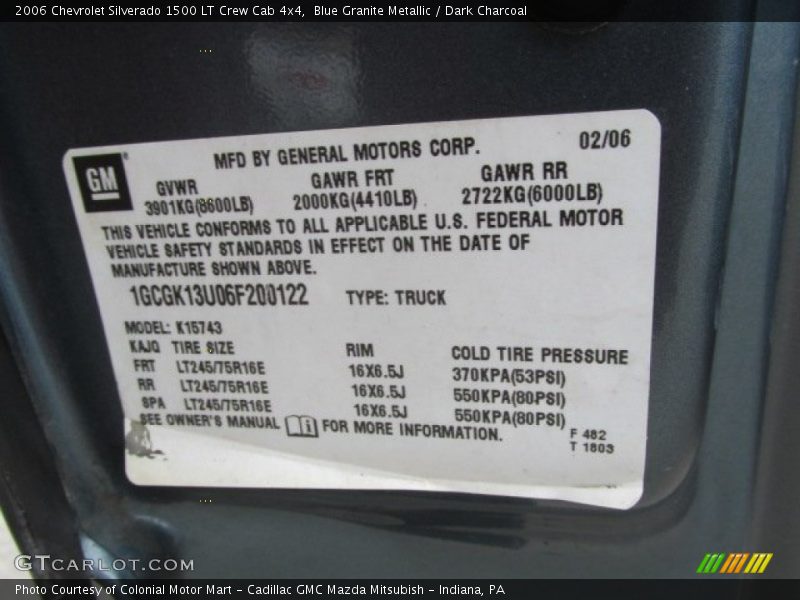 2006 Chevrolet Silverado 1500 LT Crew Cab 4x4, Blue Granite Metallic / Dark Charcoal
MFD BY GENERAL MOTORS CORP. 02/06
GM GVWR GAWR FRT GAWR RR
3901KG(8600LB) 2000KG(4410LB) 2722KG(6000LB)
THIS VEHICLE CONFORMS TO ALL APPLICABLE U.S. FEDERAL MOTOR
VEHICLE SAFETY STANDARDS IN EFFECT ON THE DATE OF
MANUFACTURE SHOWN ABOVE.
1GCGK13U06F200122 TYPE: TRUCK
MODEL: K15743
KAJQ TIRE SIZE RIM COLD TIRE PRESSURE
FRT LT245/75R16E 16X6.5J 370KPA(53PSI)
RR LT245/75R16E 16X6.5J 550KPA(80PSI)
SPA LT245/75R16E 16X6.5J 550KPA(80PSI)
SEE OWNER'S MANUAL i FOR MORE INFORMATION.
F 482
T 1803
GTCARLOT.COM
Photo Courtesy of Colonial Motor Mart - Cadillac GMC Mazda Mitsubish - Indiana, PA